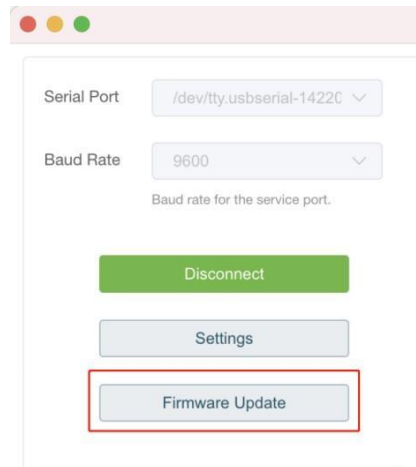 Serial Port
/dev/tty.usbserial-14220
Baud Rate
9600
Baud rate for the service port.
Disconnect
Settings
Firmware Update